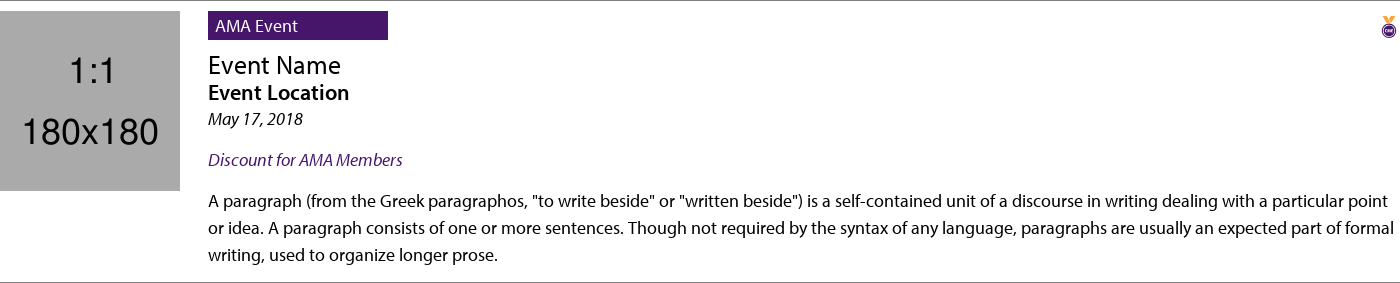 1:1
180x180
AMA Event
Event Name
Event Location
May 17, 2018
Discount for AMA Members
A paragraph (from the Greek paragraphos, "to write beside" or "written beside") is a self-contained unit of a discourse in writing dealing with a particular point
or idea. A paragraph consists of one or more sentences. Though not required by the syntax of any language, paragraphs are usually an expected part of formal
writing, used to organize longer prose.